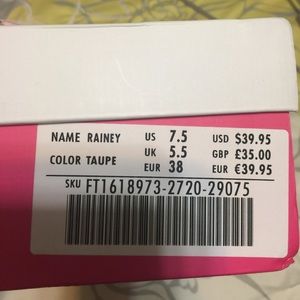 NAME RAINEY US 7.5 USD $39.95
UK 5.5 GBP £35.00
COLOR TAUPE EUR 38 EUR €39.95
SKU FT1618973-2720-29075